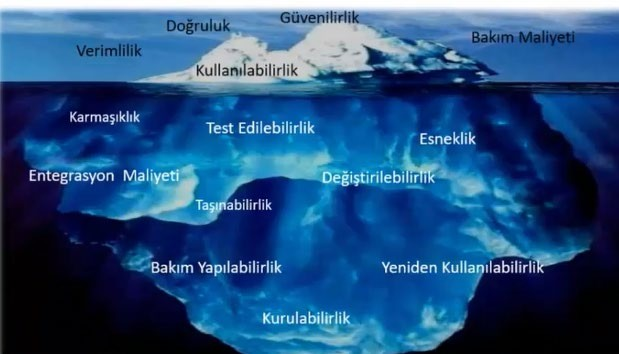 Güvenilirlik
Doğruluk
Bakım Maliyeti
Verimlilik
Kullanılabilirlik
Karmaşıklık
Test Edilebilirlik
Esneklik
Entegrasyon  Maliyeti
Değiştirilebilirlik
Taşınabilirlik
Bakım Yapılabilirlik
Yeniden Kullanılabilirlik
Kurulabilirlik